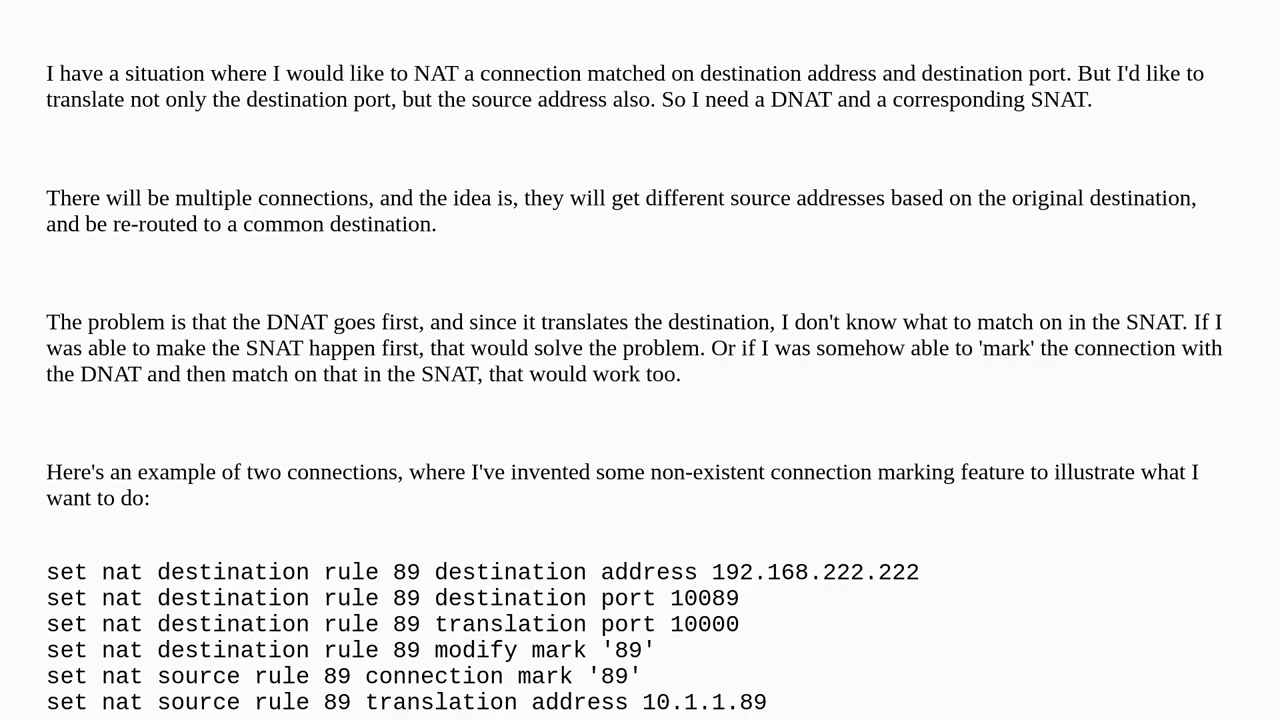 I have a situation where I would like to NAT a connection matched on destination address and destination port. But I'd like to
translate not only the destination port, but the source address also. So I need a DNAT and a corresponding SNAT.
There will be multiple connections, and the idea is, they will get different source addresses based on the original destination,
and be re-routed to a common destination.
The problem is that the DNAT goes first, and since it translates the destination, I don't know what to match on in the SNAT. If I
was able to make the SNAT happen first, that would solve the problem. Or if I was somehow able to 'mark' the connection with
the DNAT and then match on that in the SNAT, that would work too.
Here's an example of two connections, where I've invented some non-existent connection marking feature to illustrate what I
want to do:
set nat destination rule 89 destination address 192.168.222.222
set nat destination rule 89 destination port 10089
set nat destination rule 89 translation port 10000
set nat destination rule 89 modify mark '89'
set nat source rule 89 connection mark '89'
set nat source rule 89 translation address 10.1.1.89